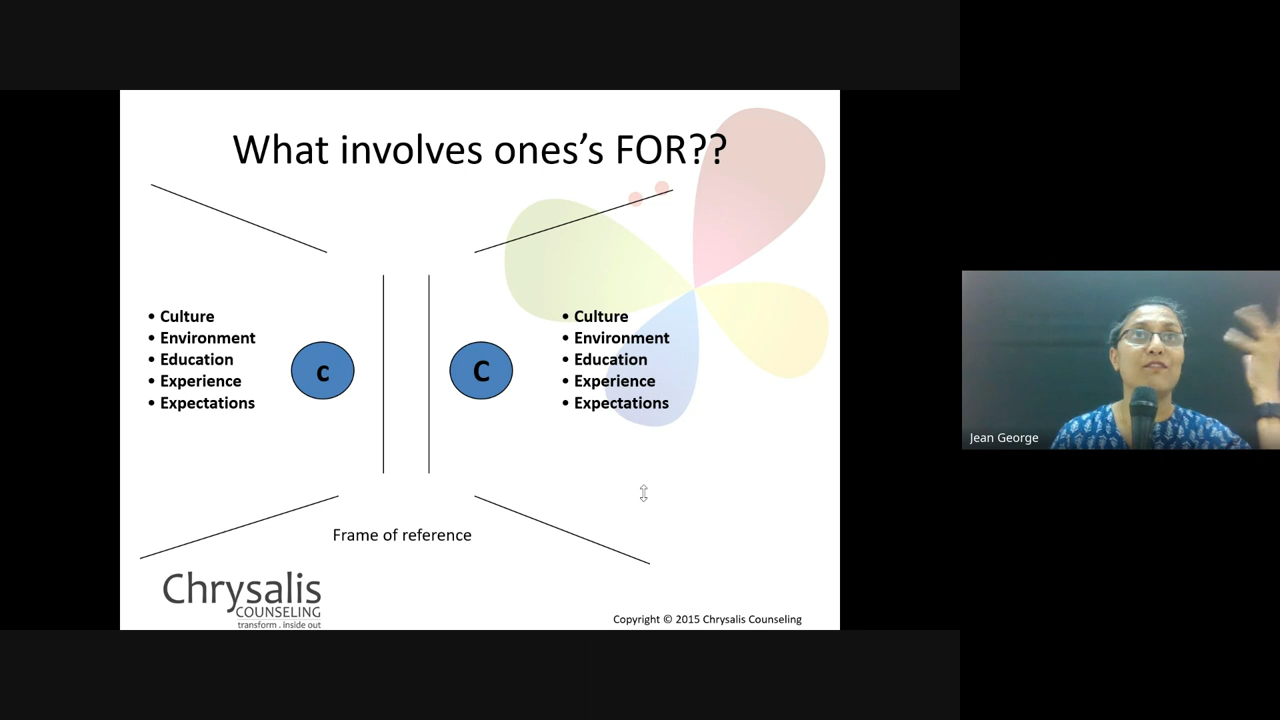 What involves ones's FOR??
• Culture
• Environment
• Education
• Experience
• Expectations
c
C
• Culture
• Environment
• Education
• Experience
• Expectations
Frame of reference
Chrysalis
COUNSELING
transform . inside out
Copyright © 2015 Chrysalis Counseling
Jean George